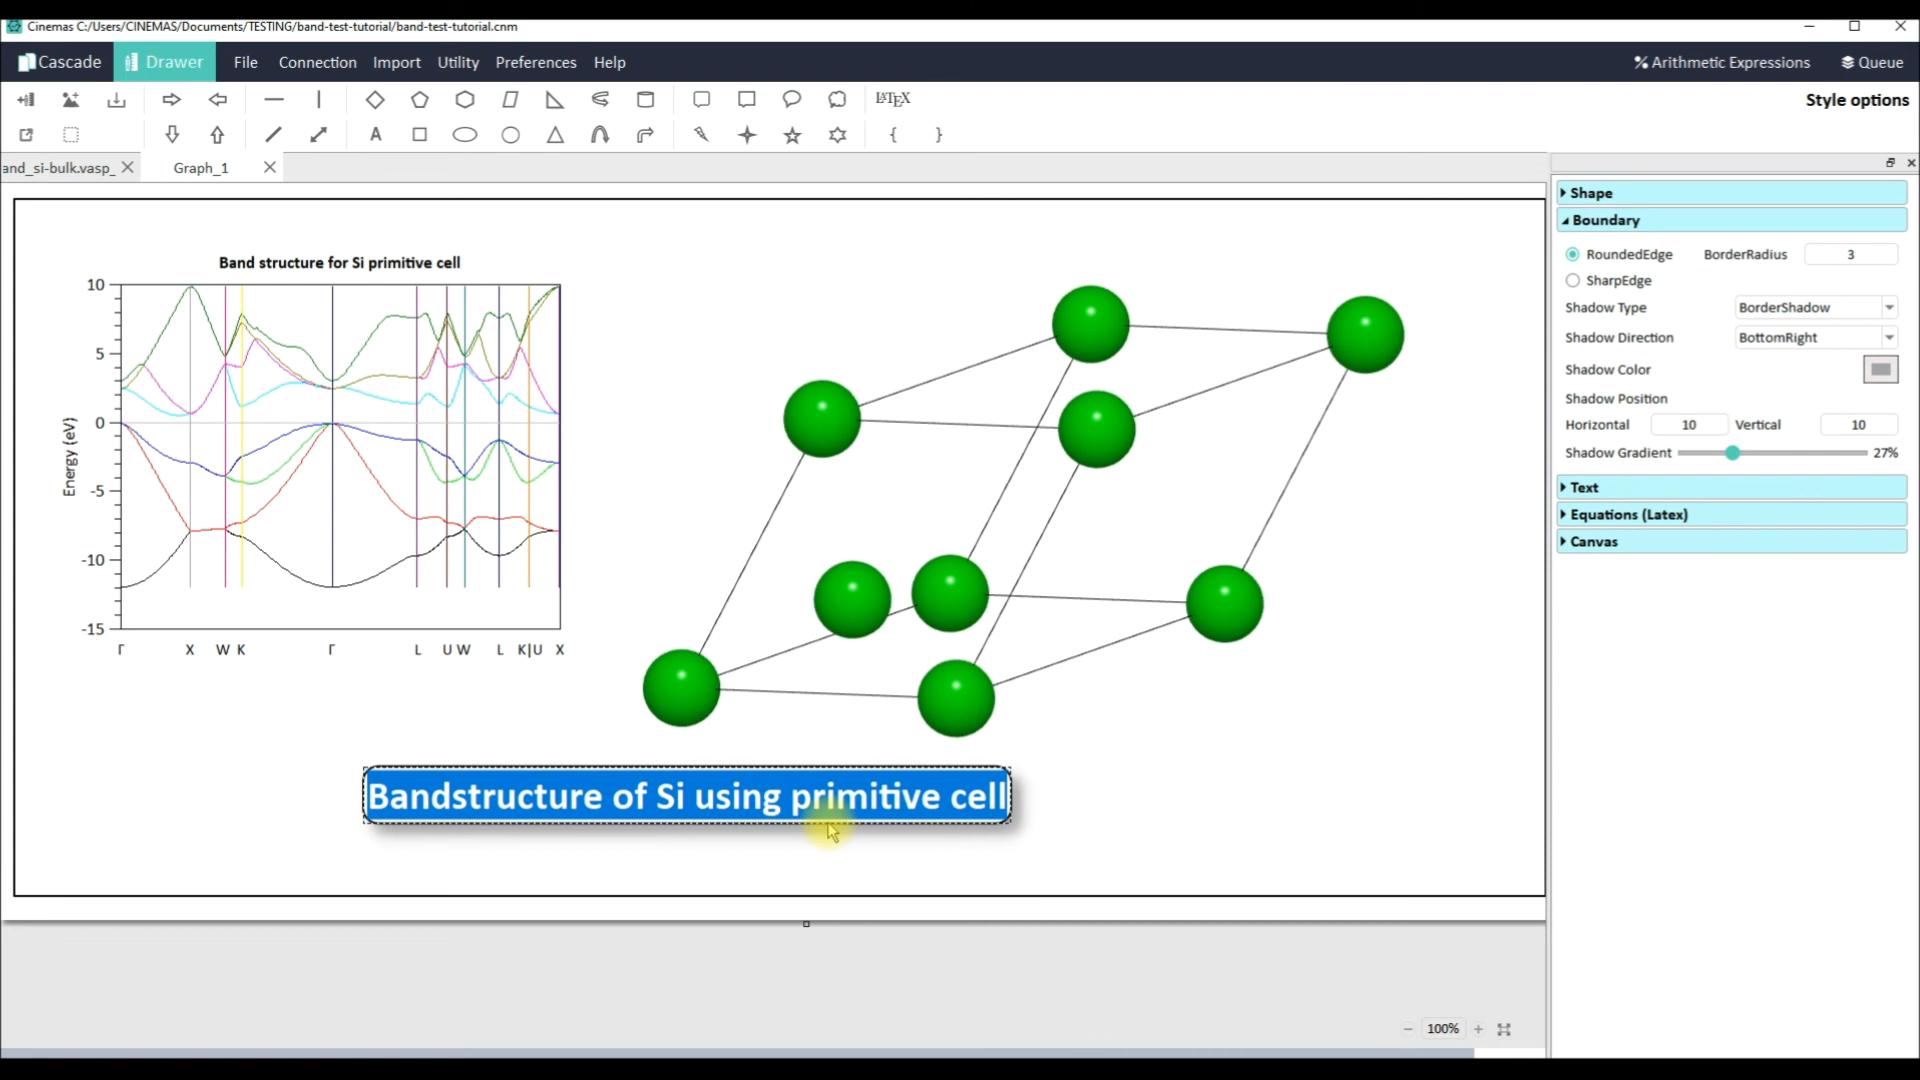 Cinemas C:/Users/CINEMAS/Documents/TESTING/band-test-tutorial/band-test-tutorial.cnm
Cascade Drawer File Connection Import Utility Preferences Help Arithmetic Expressions Queue
LATEX
Style options
A { }
and_si-bulk.vasp_ Graph_1
Shape
Boundary
RoundedEdge BorderRadius 3
SharpEdge
Shadow Type BorderShadow
Shadow Direction BottomRight
Shadow Color
Shadow Position
Horizontal 10 Vertical 10
Shadow Gradient 27%
Text
Equations (Latex)
Canvas
Band structure for Si primitive cell
10
5
0
-5
-10
-15
Energy (eV)
Γ X W K Γ L U W L K|U X
Bandstructure of Si using primitive cell
100%